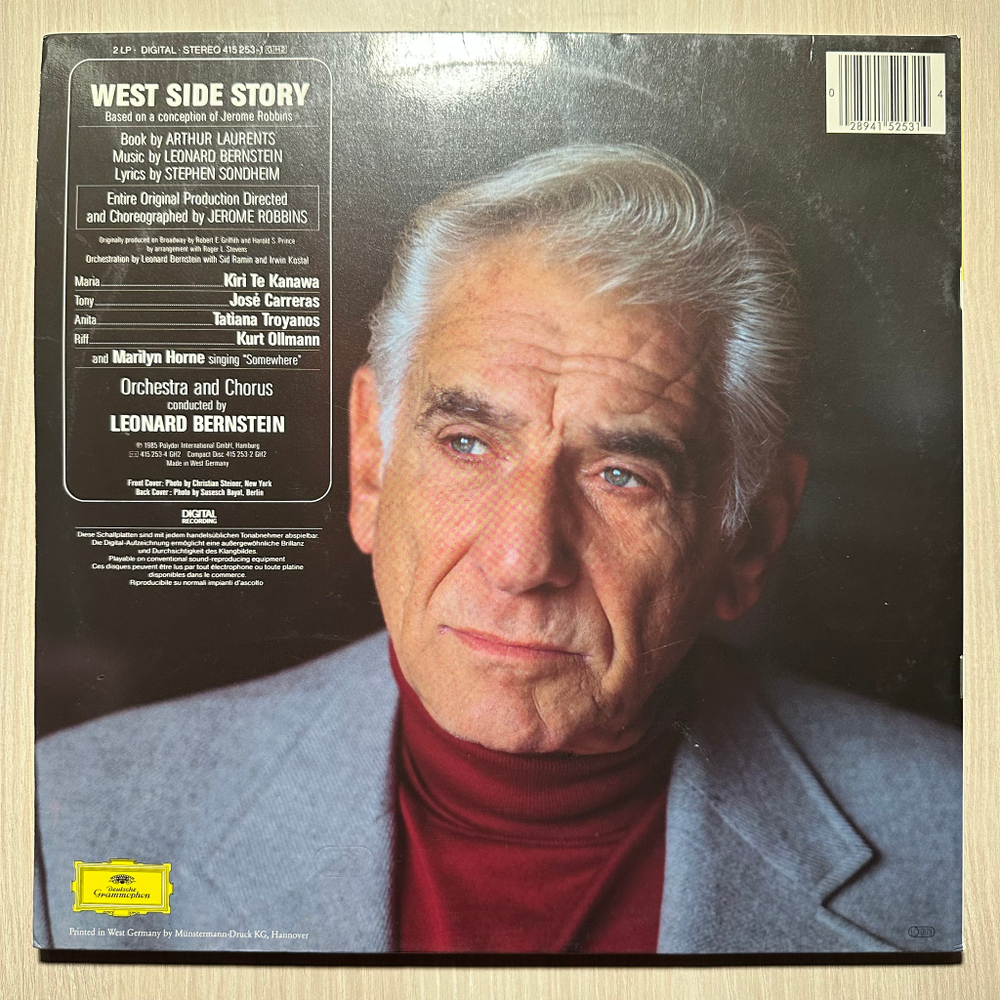 2 LP · DIGITAL · STEREO 415 253-1 GH2
WEST SIDE STORY
Based on a conception of Jerome Robbins
Book by ARTHUR LAURENTS
Music by LEONARD BERNSTEIN
Lyrics by STEPHEN SONDHEIM
Entire Original Production Directed
and Choreographed by JEROME ROBBINS
Originally produced on Broadway by Robert E. Griffith and Harold S. Prince
by arrangement with Roger L. Stevens
Orchestration by Leonard Bernstein with Sid Ramin and Irwin Kostal
Maria Kiri Te Kanawa
Tony José Carreras
Anita Tatiana Troyanos
Riff Kurt Ollmann
and Marilyn Horne singing "Somewhere"
Orchestra and Chorus
conducted by
LEONARD BERNSTEIN
℗ 1985 Polydor International GmbH, Hamburg
415 253-4 GH2 Compact Disc 415 253-2 GH2
Made in West Germany
Front Cover: Photo by Christian Steiner, New York
Back Cover: Photo by Susesch Bayat, Berlin
DIGITAL
RECORDING
Diese Schallplatten sind mit jedem handelsüblichen Tonabnehmer abspielbar.
Die Digital-Aufzeichnung ermöglicht eine außergewöhnliche Brillanz
und Durchsichtigkeit des Klangbildes.
Playable on conventional sound-reproducing equipment
Ces disques peuvent être lus par tout électrophone ou toute platine
disponibles dans le commerce.
Riproducibile su normali impianti d'ascolto
0 28941 52531 4
Deutsche
Grammophon
Printed in West Germany by Münstermann-Druck KG, Hannover